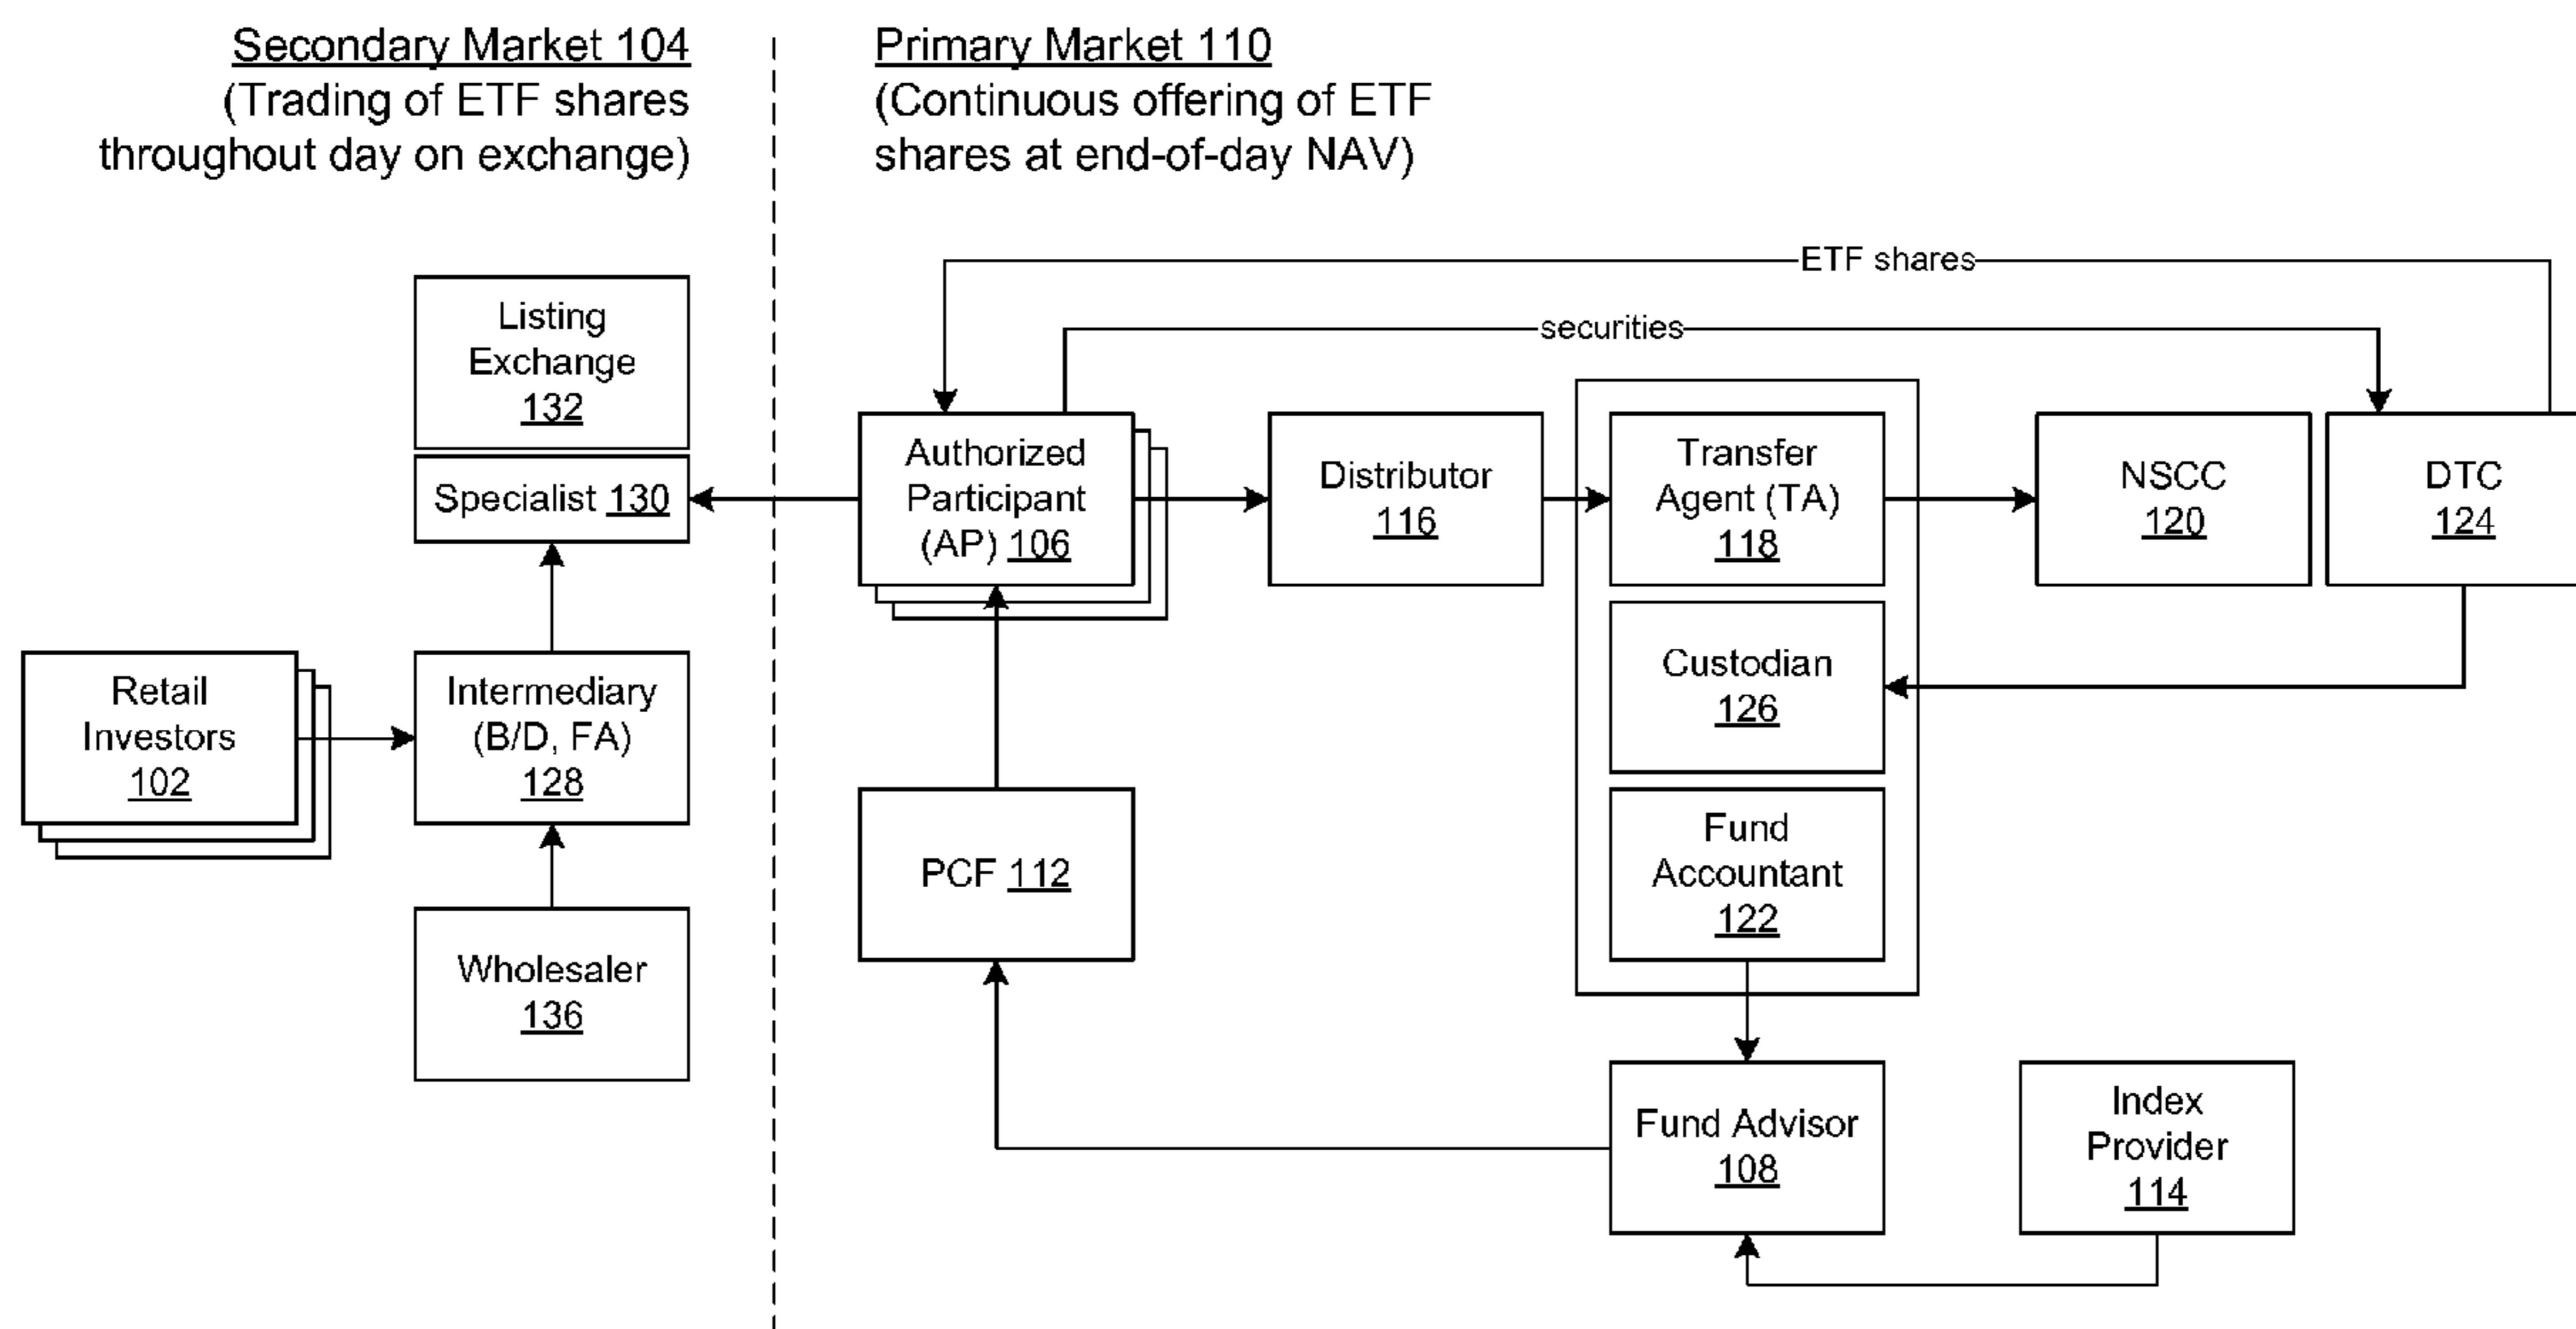 Secondary Market 104
(Trading of ETF shares
throughout day on exchange)
Primary Market 110
(Continuous offering of ETF
shares at end-of-day NAV)
ETF shares
securities
Listing
Exchange
132
Specialist 130
Authorized
Participant
(AP) 106
Distributor
116
Transfer
Agent (TA)
118
NSCC
120
DTC
124
Retail
Investors
102
Intermediary
(B/D, FA)
128
Custodian
126
PCF 112
Fund
Accountant
122
Wholesaler
136
Fund Advisor
108
Index
Provider
114